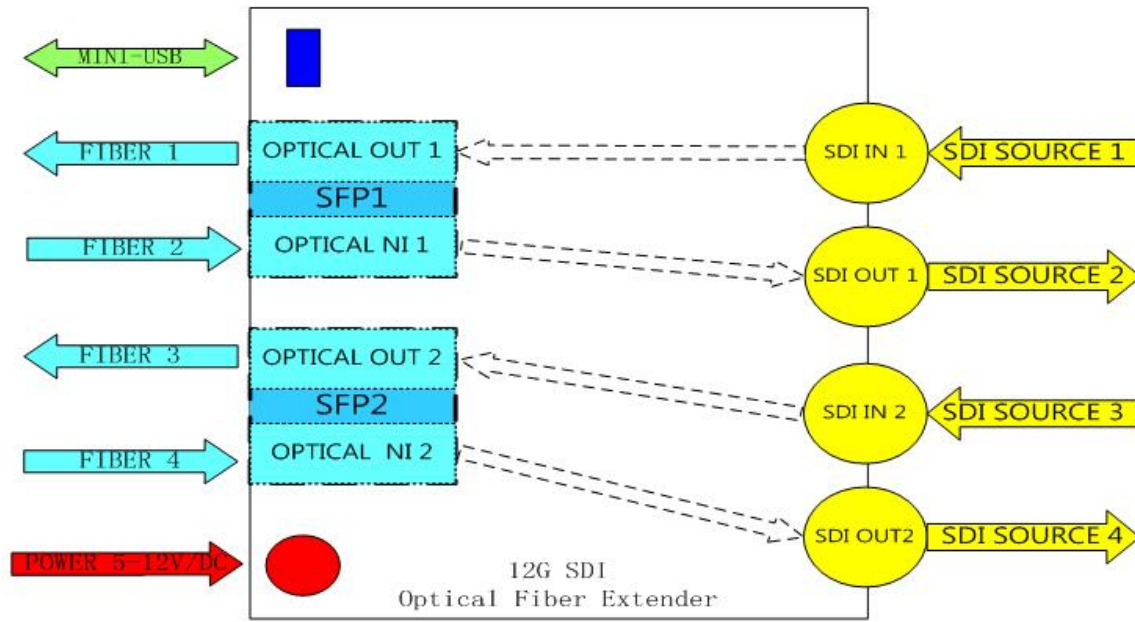 MINI-USB
FIBER 1
OPTICAL OUT 1
SDI IN 1
SDI SOURCE 1
SFP1
FIBER 2
OPTICAL NI 1
SDI OUT 1
SDI SOURCE 2
FIBER 3
OPTICAL OUT 2
SFP2
SDI IN 2
SDI SOURCE 3
FIBER 4
OPTICAL NI 2
SDI OUT2
SDI SOURCE 4
POWER 5-12V/DC
12G SDI
Optical Fiber Extender